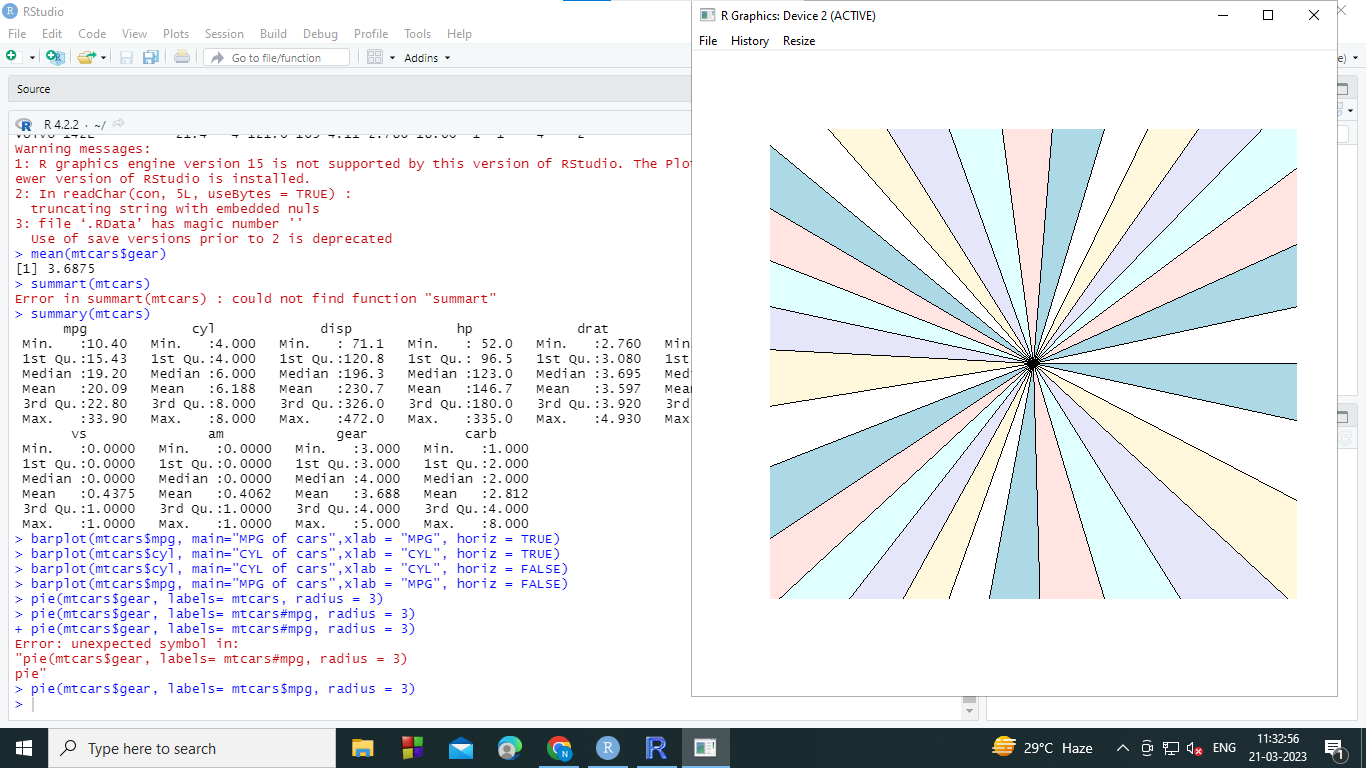 RStudio
File Edit Code View Plots Session Build Debug Profile Tools Help
Go to file/function
Addins
Source
R 4.2.2 · ~/
Warning messages:
1: R graphics engine version 15 is not supported by this version of RStudio. The Plo
ewer version of RStudio is installed.
2: In readChar(con, 5L, useBytes = TRUE) :
truncating string with embedded nuls
3: file ‘.RData’ has magic number ''
Use of save versions prior to 2 is deprecated
> mean(mtcars$gear)
[1] 3.6875
> summart(mtcars)
Error in summart(mtcars) : could not find function "summart"
> summary(mtcars)
mpg cyl disp hp drat
Min. :10.40 Min. :4.000 Min. : 71.1 Min. : 52.0 Min. :2.760 Min
1st Qu.:15.43 1st Qu.:4.000 1st Qu.:120.8 1st Qu.: 96.5 1st Qu.:3.080 1st
Median :19.20 Median :6.000 Median :196.3 Median :123.0 Median :3.695 Med
Mean :20.09 Mean :6.188 Mean :230.7 Mean :146.7 Mean :3.597 Mea
3rd Qu.:22.80 3rd Qu.:8.000 3rd Qu.:326.0 3rd Qu.:180.0 3rd Qu.:3.920 3rd
Max. :33.90 Max. :8.000 Max. :472.0 Max. :335.0 Max. :4.930 Max
vs am gear carb
Min. :0.0000 Min. :0.0000 Min. :3.000 Min. :1.000
1st Qu.:0.0000 1st Qu.:0.0000 1st Qu.:3.000 1st Qu.:2.000
Median :0.0000 Median :0.0000 Median :4.000 Median :2.000
Mean :0.4375 Mean :0.4062 Mean :3.688 Mean :2.812
3rd Qu.:1.0000 3rd Qu.:1.0000 3rd Qu.:4.000 3rd Qu.:4.000
Max. :1.0000 Max. :1.0000 Max. :5.000 Max. :8.000
> barplot(mtcars$mpg, main="MPG of cars",xlab = "MPG", horiz = TRUE)
> barplot(mtcars$cyl, main="CYL of cars",xlab = "CYL", horiz = TRUE)
> barplot(mtcars$cyl, main="CYL of cars",xlab = "CYL", horiz = FALSE)
> barplot(mtcars$mpg, main="MPG of cars",xlab = "MPG", horiz = FALSE)
> pie(mtcars$gear, labels= mtcars, radius = 3)
> pie(mtcars$gear, labels= mtcars#mpg, radius = 3)
+ pie(mtcars$gear, labels= mtcars#mpg, radius = 3)
Error: unexpected symbol in:
"pie(mtcars$gear, labels= mtcars#mpg, radius = 3)
pie"
> pie(mtcars$gear, labels= mtcars$mpg, radius = 3)
>
R Graphics: Device 2 (ACTIVE)
File History Resize
e)
Type here to search
29°C Haze
ENG
11:32:56
21-03-2023
1